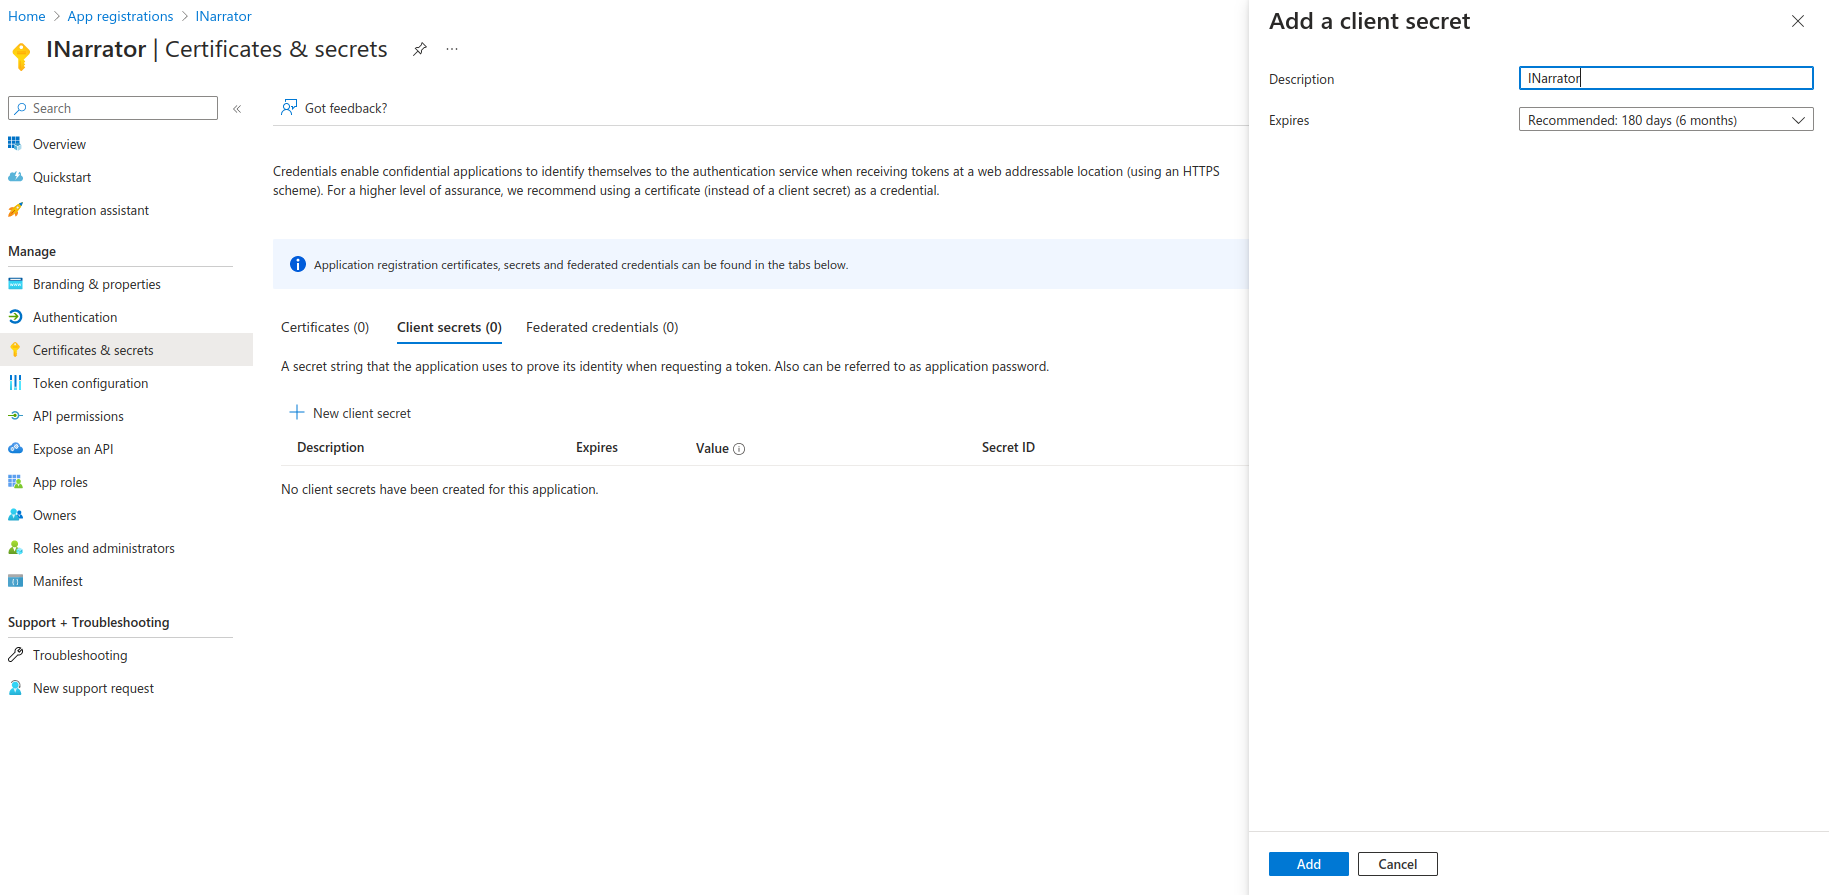 Home > App registrations > INarrator
INarrator | Certificates & secrets
Search
Overview
Quickstart
Integration assistant
Manage
Branding & properties
Authentication
Certificates & secrets
Token configuration
API permissions
Expose an API
App roles
Owners
Roles and administrators
Manifest
Support + Troubleshooting
Troubleshooting
New support request
Got feedback?
Credentials enable confidential applications to identify themselves to the authentication service when receiving tokens at a web addressable location (using an HTTPS
scheme). For a higher level of assurance, we recommend using a certificate (instead of a client secret) as a credential.
Application registration certificates, secrets and federated credentials can be found in the tabs below.
Certificates (0) Client secrets (0) Federated credentials (0)
A secret string that the application uses to prove its identity when requesting a token. Also can be referred to as application password.
New client secret
Description Expires Value Secret ID
No client secrets have been created for this application.
Add a client secret
Description INarrator
Expires Recommended: 180 days (6 months)
Add Cancel